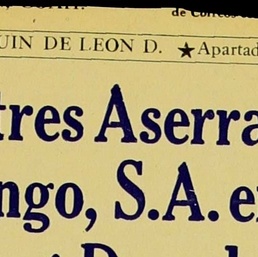 de Correos
UIN DE LEON D. ★ Apartad
tres Aserra
ngo, S.A. e